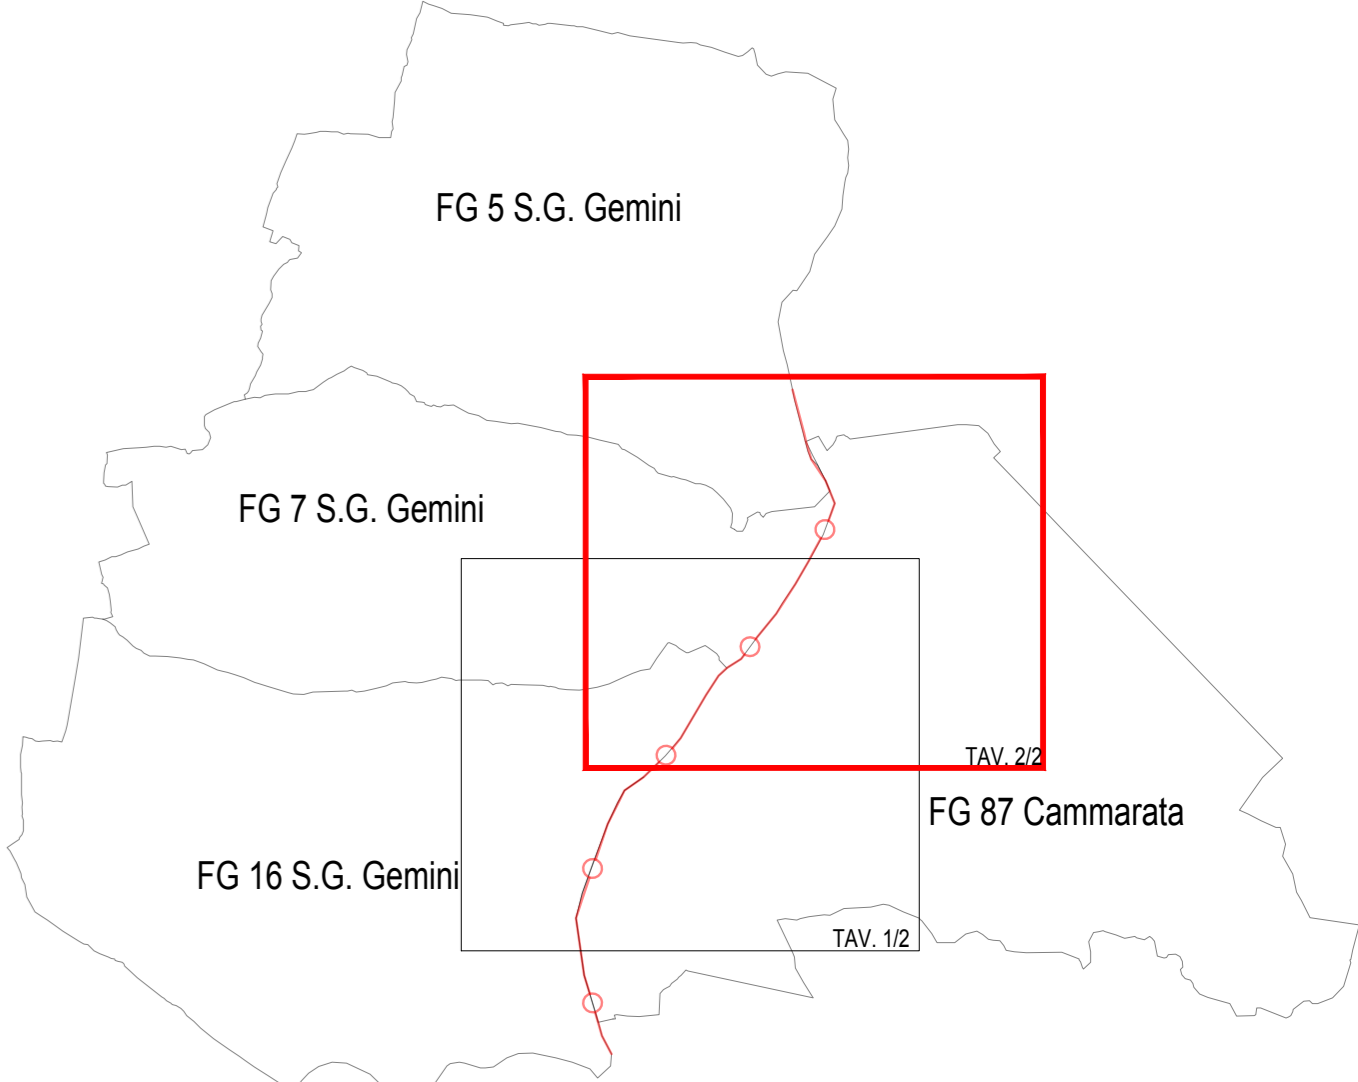 FG 5 S.G. Gemini
FG 7 S.G. Gemini
TAV. 2/2
FG 87 Cammarata
FG 16 S.G. Gemini
TAV. 1/2